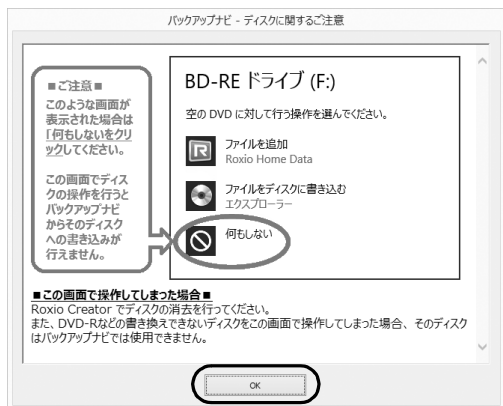 バックアップナビ - ディスクに関するご注意
■ご注意■
このような画面が
表示された場合は
「何もしないをクリ
ックしてください。
この画面でディス
クの操作を行うと
バックアップナビ
からそのディスク
への書き込みが
行えません。
BD-RE ドライブ (F:)
空の DVD に対して行う操作を選んでください。
ファイルを追加
Roxio Home Data
ファイルをディスクに書き込む
エクスプローラー
何もしない
■この画面で操作してしまった場合■
Roxio Creator でディスクの消去を行ってください。
また、DVD-Rなどの書き換えできないディスクをこの画面で操作してしまった場合、そのディスク
はバックアップナビでは使用できません。
OK